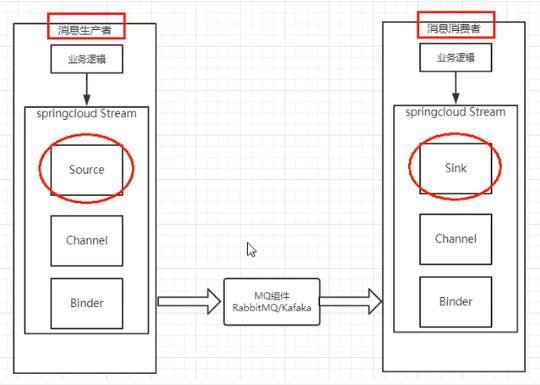 消息生产者
业务逻辑
springcloud Stream
Source
Channel
Binder
MQ组件
RabbitMQ/Kafaka
消息消费者
业务逻辑
springcloud Stream
Sink
Channel
Binder